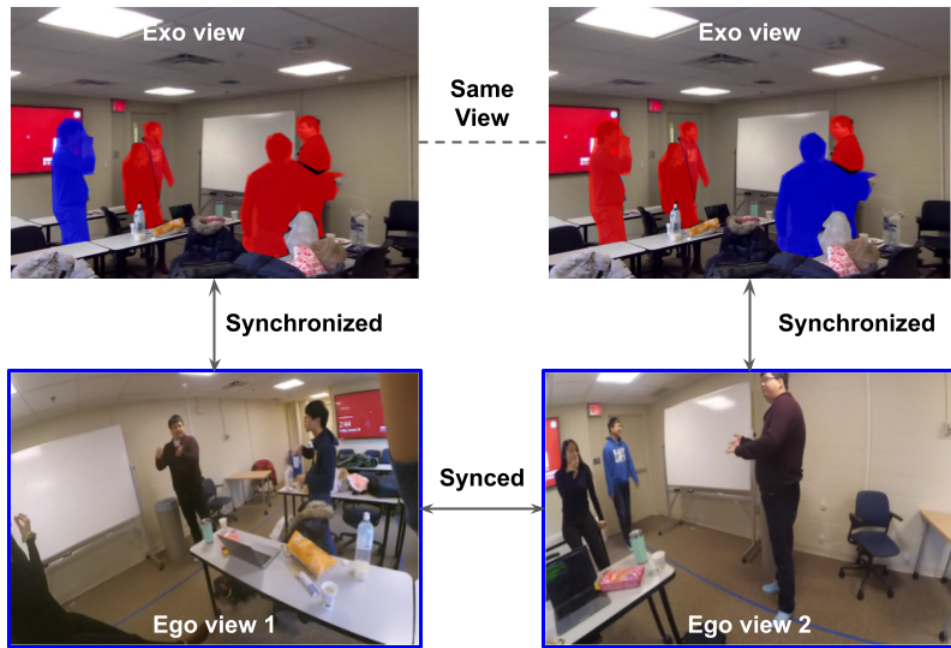 Exo view
Exo view
Same
View
Synchronized
Synchronized
Synced
Ego view 1
Ego view 2